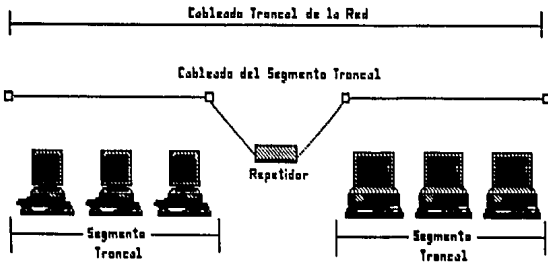 Cableado Troncal de la Red
Cableado del Segmento Troncal
Repetidor
Segmento
Troncal
Segmento
Troncal